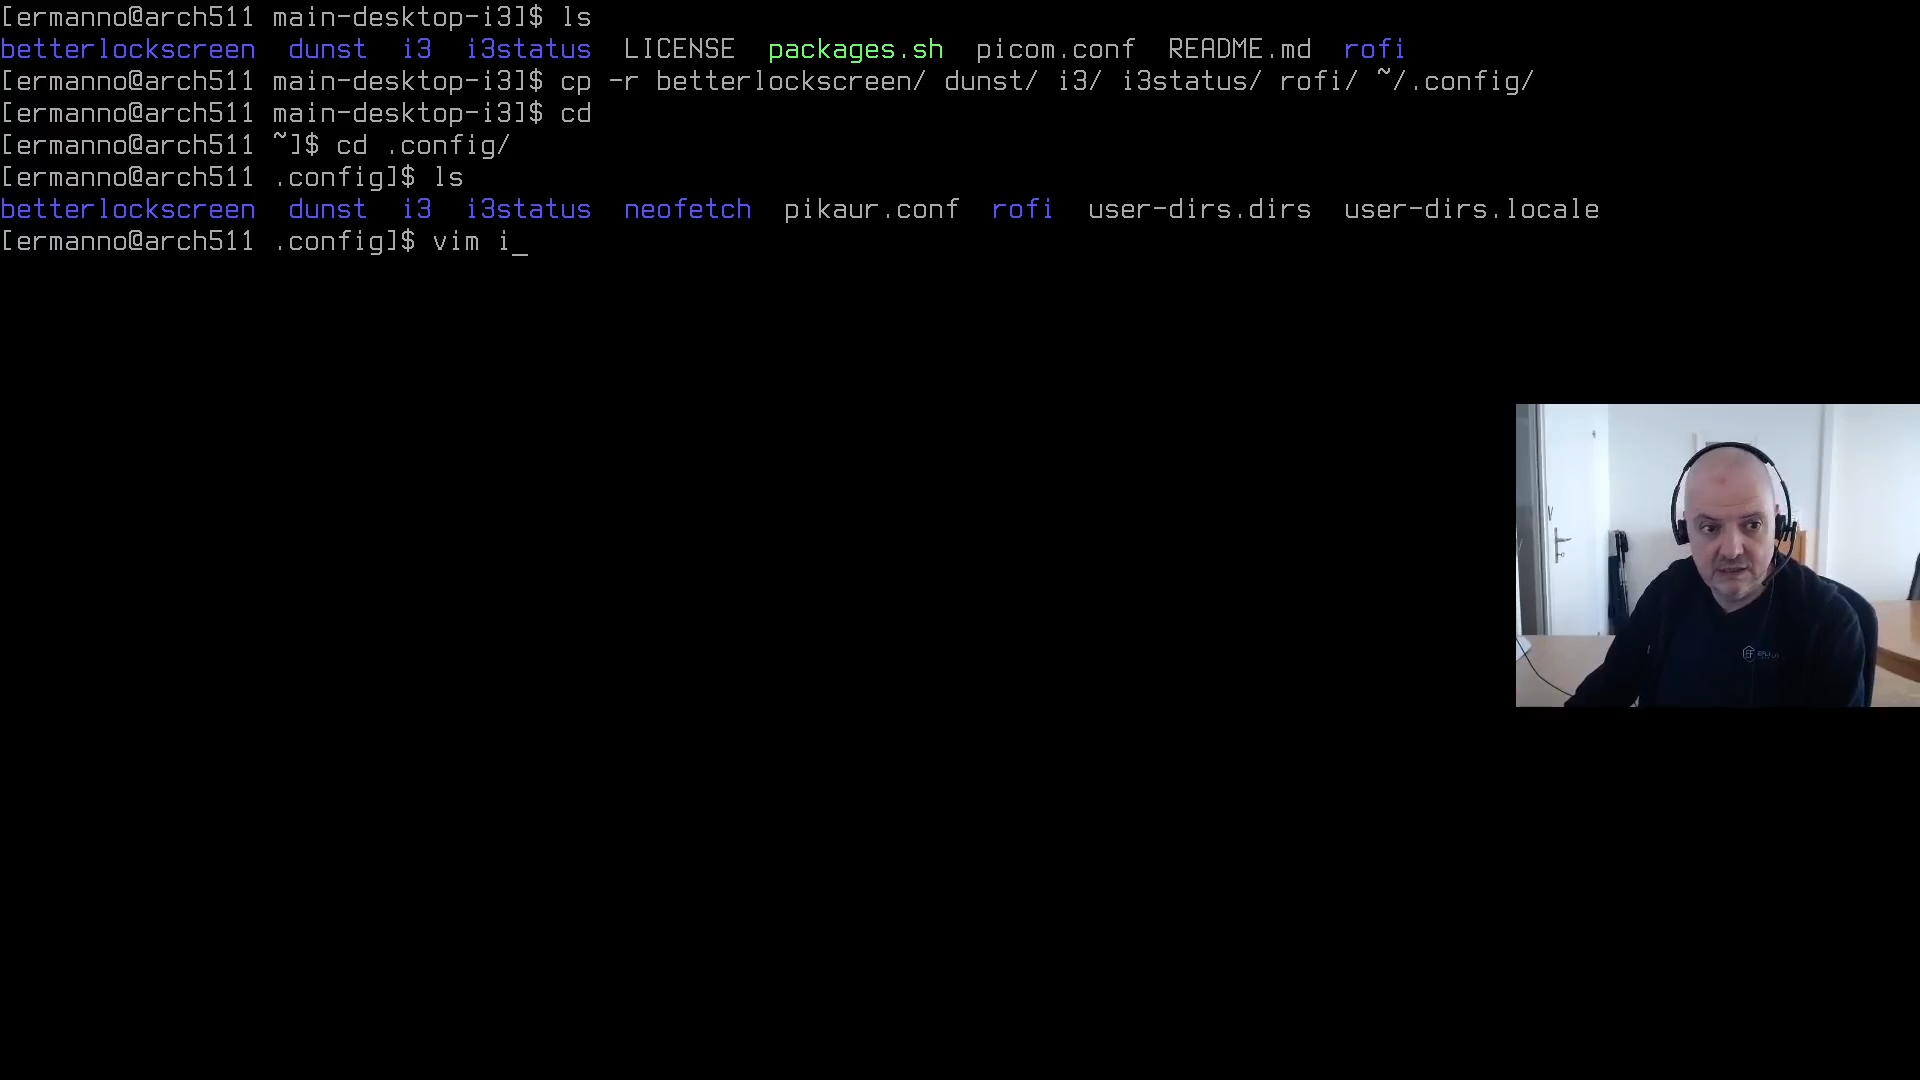 [ermanno@arch511 main-desktop-i3]$ ls
betterlockscreen  dunst  i3  i3status  LICENSE  packages.sh  picom.conf  README.md  rofi
[ermanno@arch511 main-desktop-i3]$ cp -r betterlockscreen/ dunst/ i3/ i3status/ rofi/ ~/.config/
[ermanno@arch511 main-desktop-i3]$ cd
[ermanno@arch511 ~]$ cd .config/
[ermanno@arch511 .config]$ ls
betterlockscreen  dunst  i3  i3status  neofetch  pikaur.conf  rofi  user-dirs.dirs  user-dirs.locale
[ermanno@arch511 .config]$ vim i_